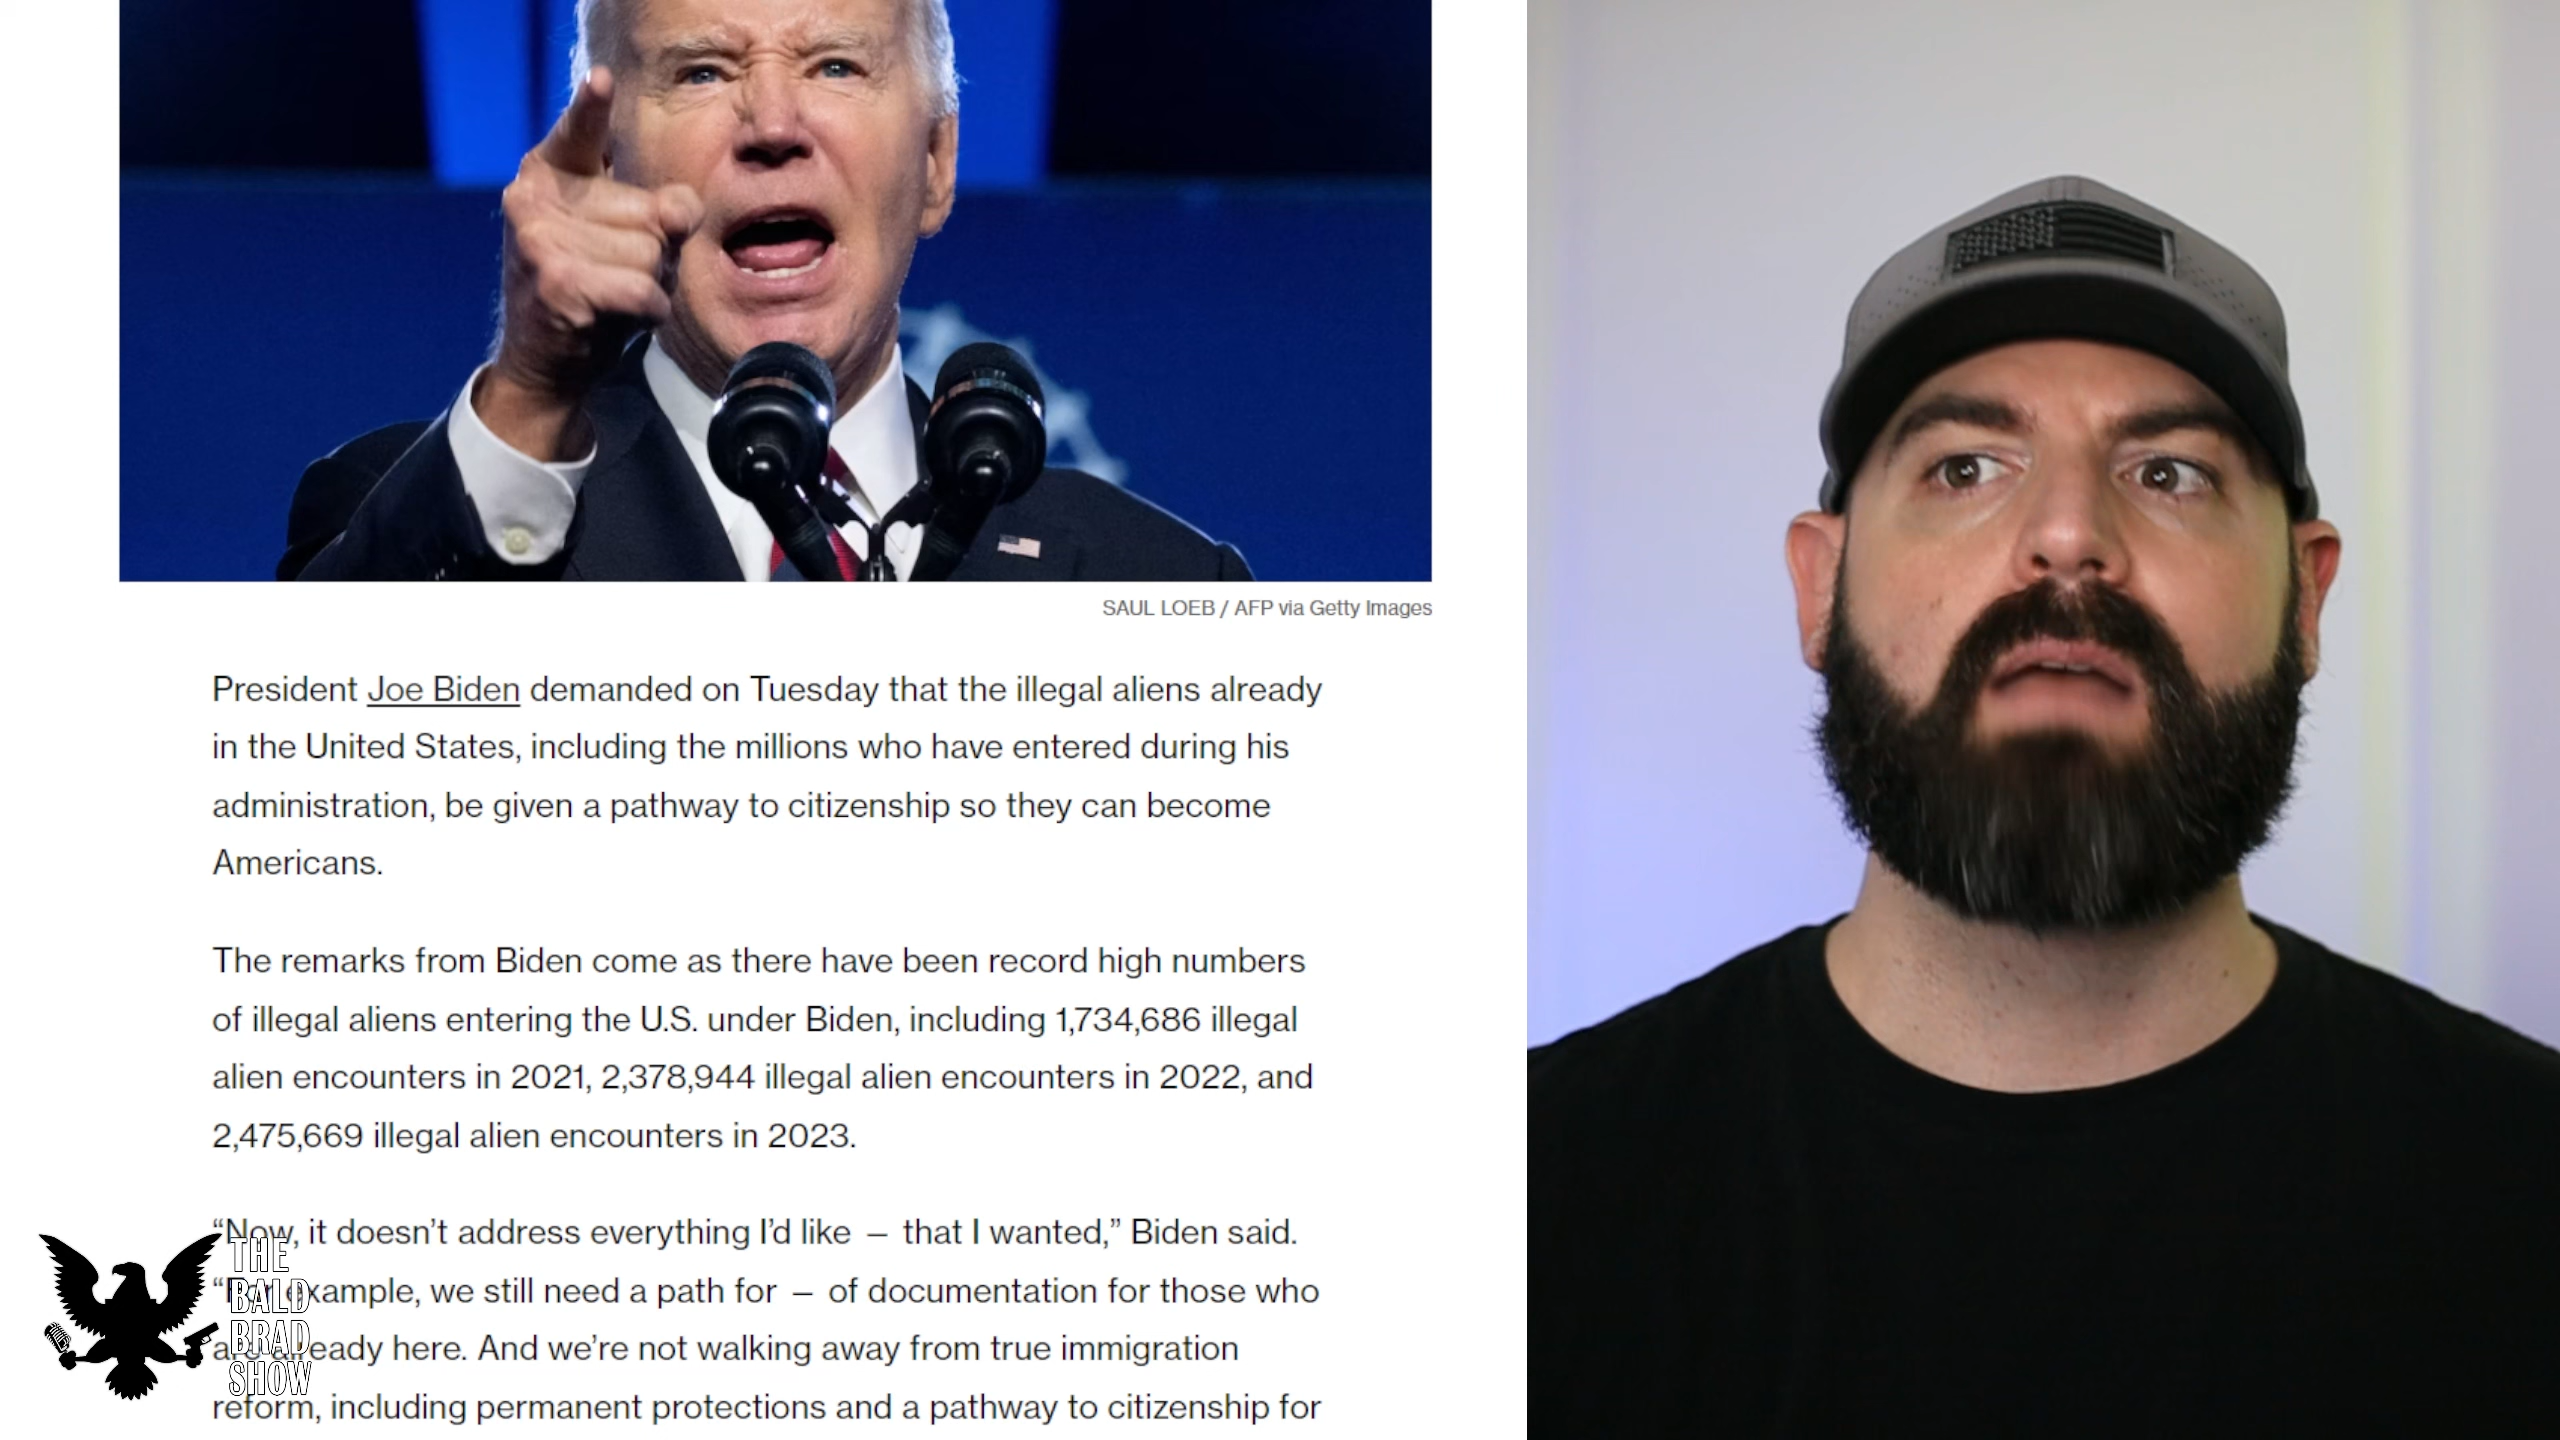 SAUL LOEB / AFP via Getty Images
President Joe Biden demanded on Tuesday that the illegal aliens already
in the United States, including the millions who have entered during his
administration, be given a pathway to citizenship so they can become
Americans.
The remarks from Biden come as there have been record high numbers
of illegal aliens entering the U.S. under Biden, including 1,734,686 illegal
alien encounters in 2021, 2,378,944 illegal alien encounters in 2022, and
2,475,669 illegal alien encounters in 2023.
“Now, it doesn’t address everything I’d like — that I wanted,” Biden said.
“For example, we still need a path for — of documentation for those who
are already here. And we’re not walking away from true immigration
reform, including permanent protections and a pathway to citizenship for
THE
BALD
BRAD
SHOW